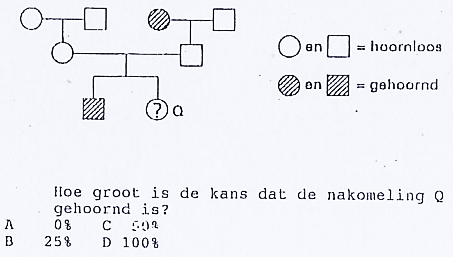 en = hoornloos
en = gehoornd
? Q
Hoe groot is de kans dat de nakomeling Q
gehoornd is?
A 0% C
B 25% D 100%